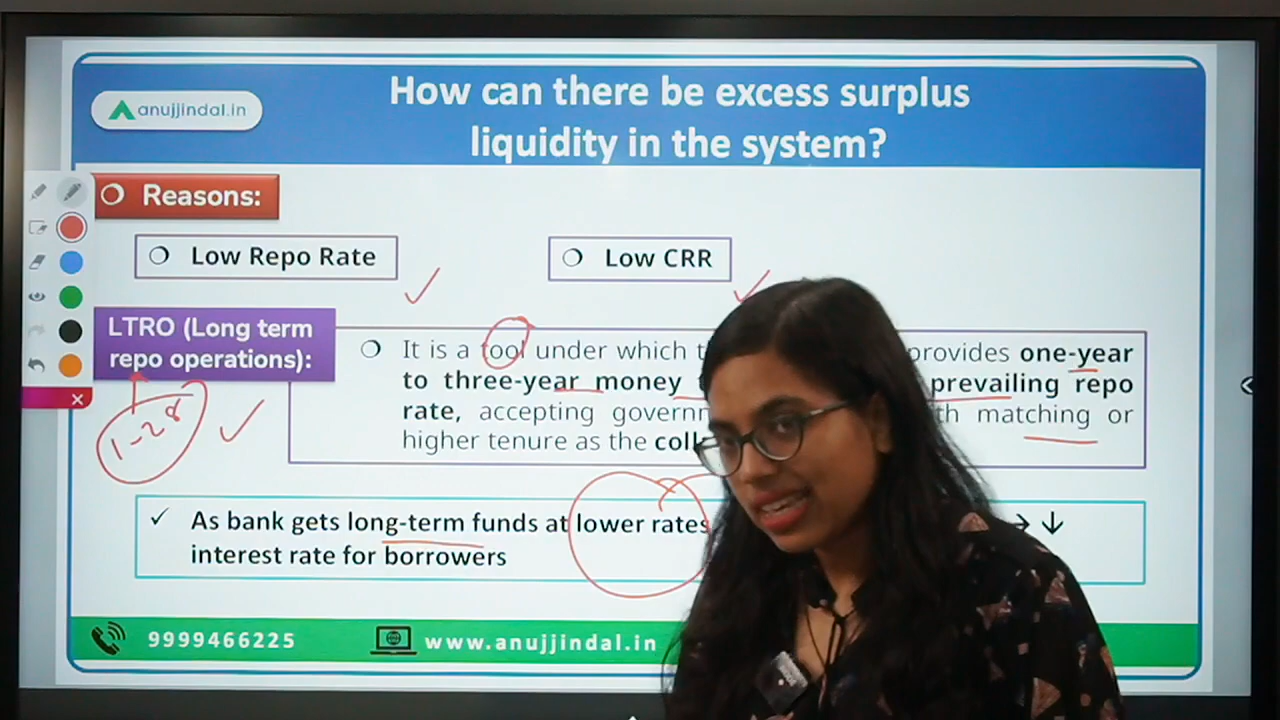 How can there be excess surplus
liquidity in the system?
anujjindal.in
Reasons:
Low Repo Rate
Low CRR
LTRO (Long term
repo operations):
It is a tool under which provides one-year
to three-year money prevailing repo
rate, accepting matching or
higher tenure as the
1-28
✓ As bank gets long-term funds at lower rates → ↓
interest rate for borrowers
9999466225
www.anujjindal.in